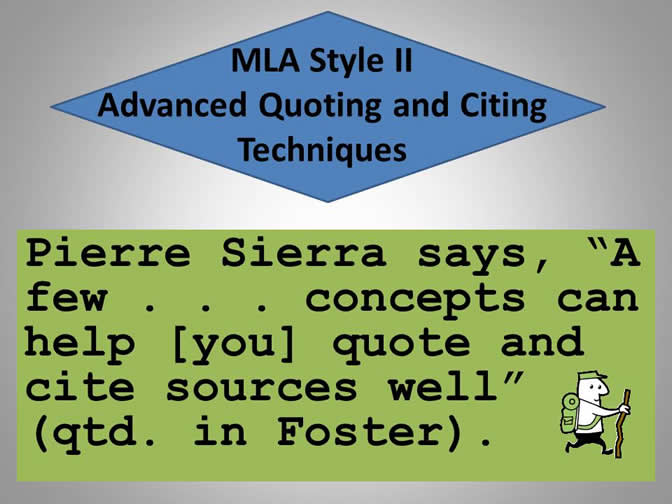 MLA Style II
Advanced Quoting and Citing
Techniques
Pierre Sierra says, “A
few . . . concepts can
help [you] quote and
cite sources well”
(qtd. in Foster).